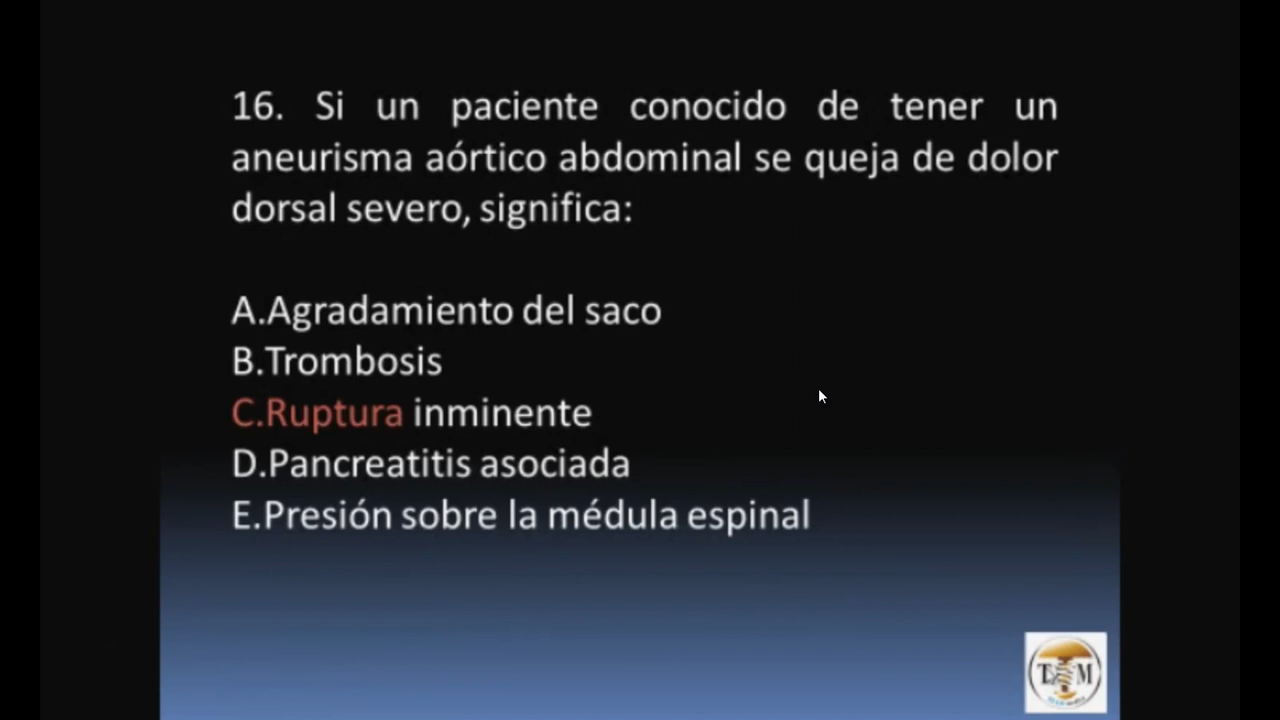 16. Si un paciente conocido de tener un
aneurisma aórtico abdominal se queja de dolor
dorsal severo, significa:
A.Agradamiento del saco
B.Trombosis
C.Ruptura inminente
D.Pancreatitis asociada
E.Presión sobre la médula espinal